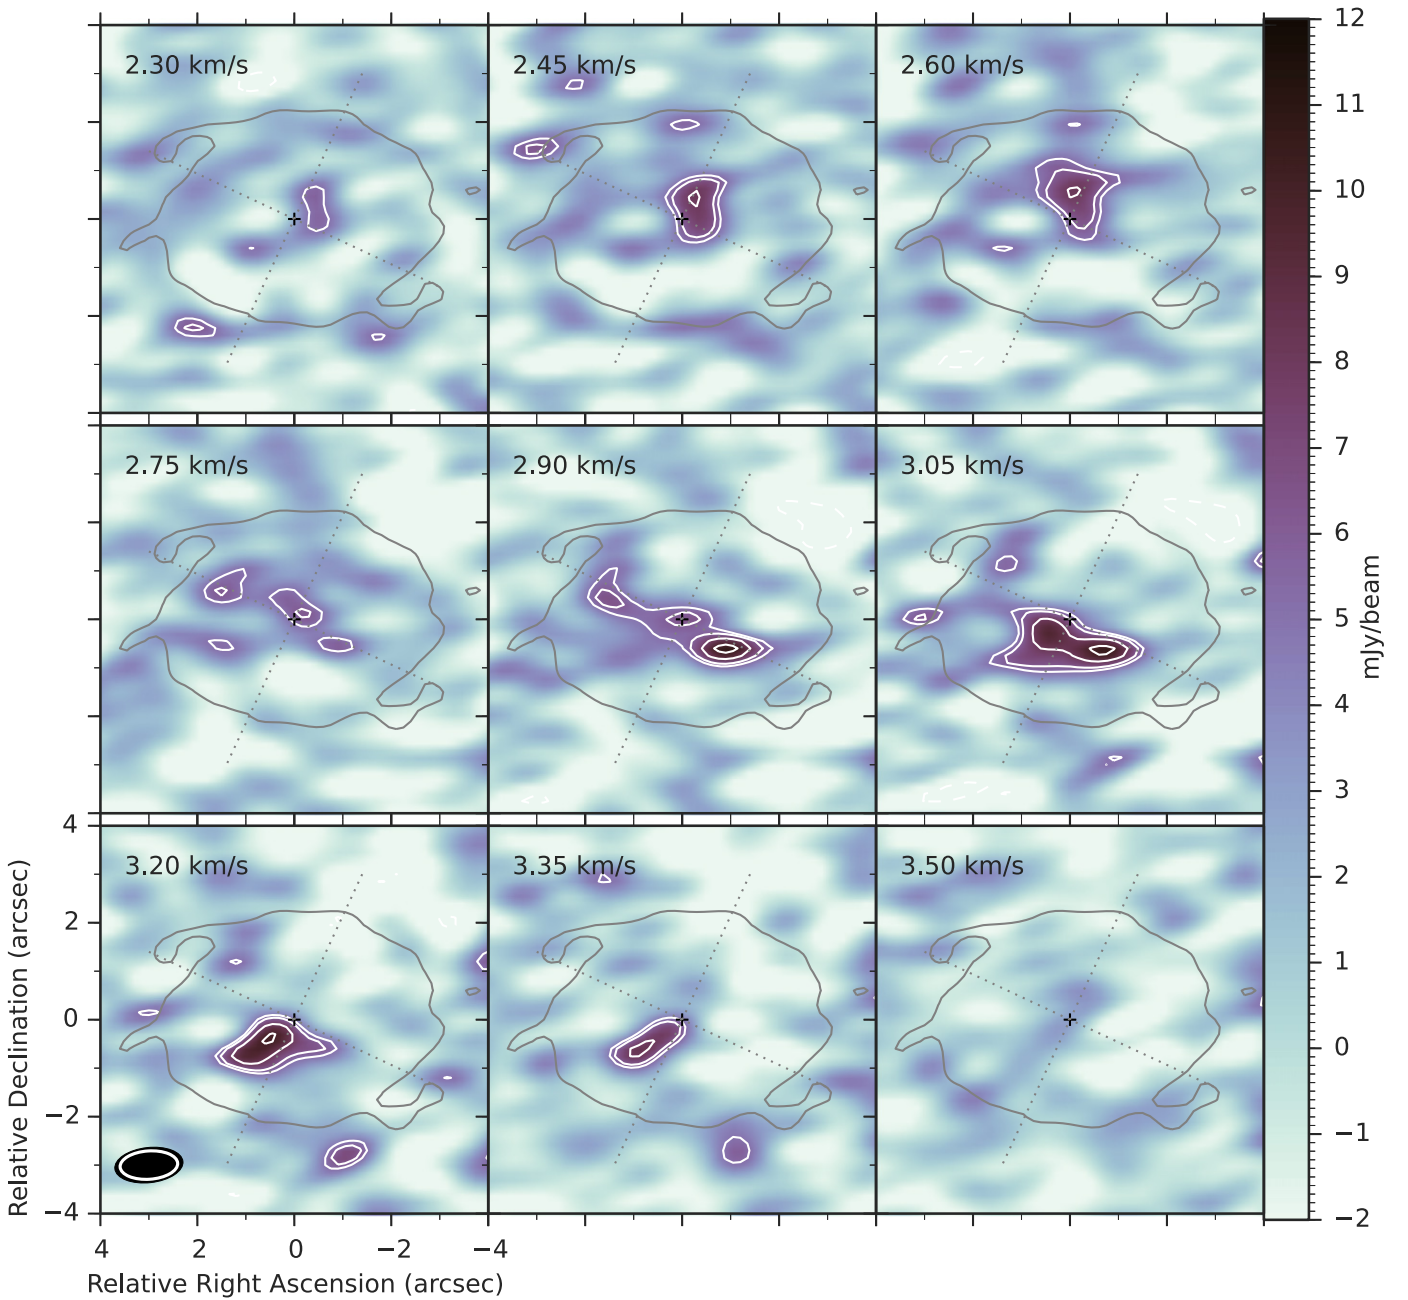 2.30 km/s 2.45 km/s 2.60 km/s
2.75 km/s 2.90 km/s 3.05 km/s
3.20 km/s 3.35 km/s 3.50 km/s
4
2
0
−2
−4
4 2 0 −2 −4
Relative Right Ascension (arcsec)
Relative Declination (arcsec)
12
11
10
9
8
7
6
5
4
3
2
1
0
−1
−2
mJy/beam